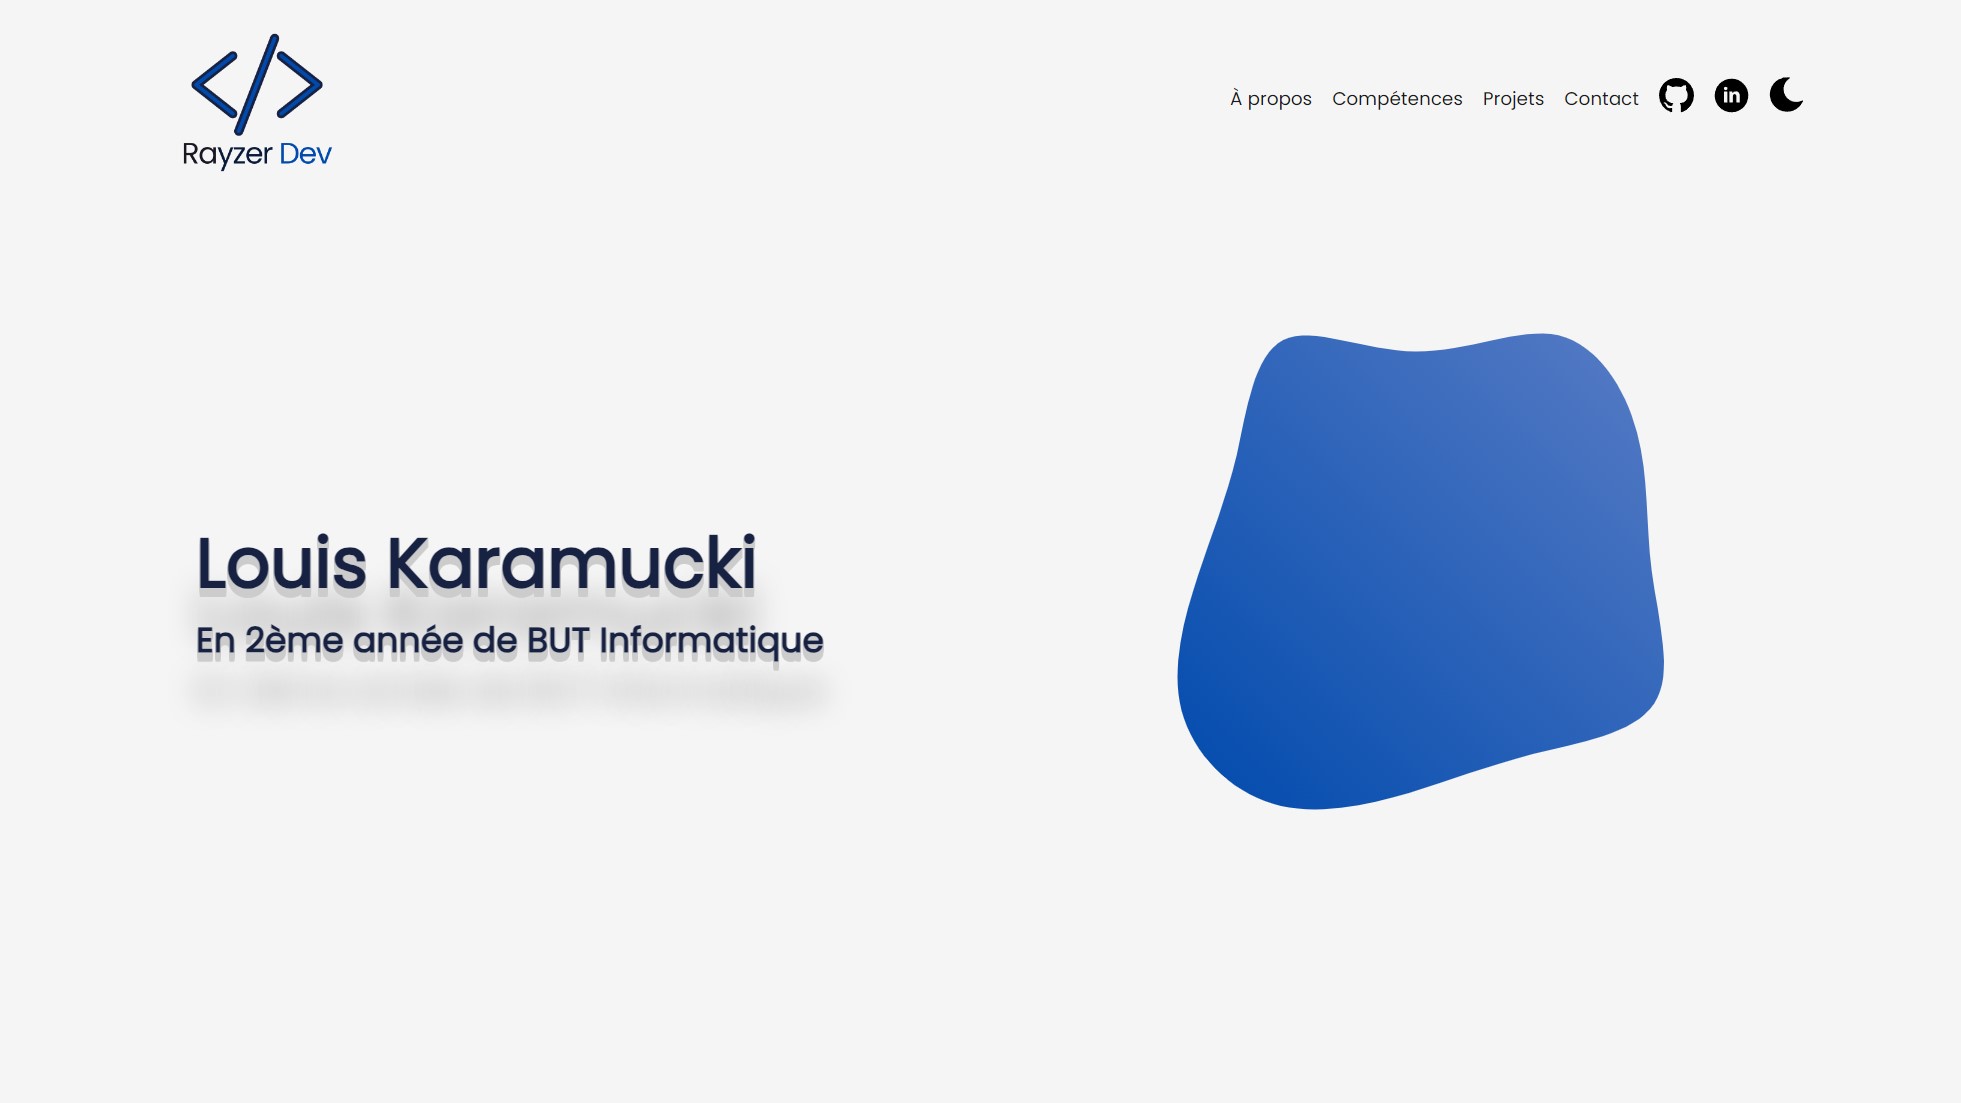 Rayzer Dev
À propos Compétences Projets Contact in
Louis Karamucki
En 2ème année de BUT Informatique